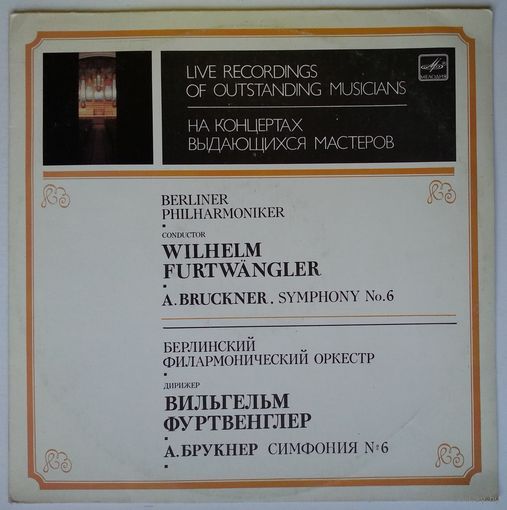 LIVE RECORDINGS
OF OUTSTANDING MUSICIANS
МЕЛОДИЯ
НА КОНЦЕРТАХ
ВЫДАЮЩИХСЯ МАСТЕРОВ
BERLINER
PHILHARMONIKER
CONDUCTOR
WILHELM
FURTWÄNGLER
A. BRUCKNER. SYMPHONY No.6
БЕРЛИНСКИЙ
ФИЛАРМОНИЧЕСКИЙ ОРКЕСТР
ДИРИЖЕР
ВИЛЬГЕЛЬМ
ФУРТВЕНГЛЕР
А.БРУКНЕР СИМФОНИЯ №6